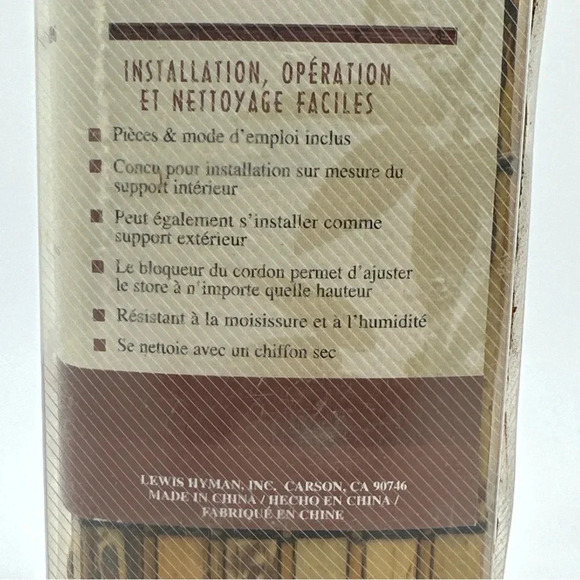 INSTALLATION, OPÉRATION
ET NETTOYAGE FACILES
Pièces & mode d'emploi inclus
Concu pour installation sur mesure du
support intérieur
Peut également s'installer comme
support extérieur
Le bloqueur du cordon permet d'ajuster
le store à n'importe quelle hauteur
Résistant à la moisissure et à l'humidité
Se nettoie avec un chiffon sec
LEWIS HYMAN, INC. CARSON, CA 90746
MADE IN CHINA / HECHO EN CHINA /
FABRIQUÉ EN CHINE